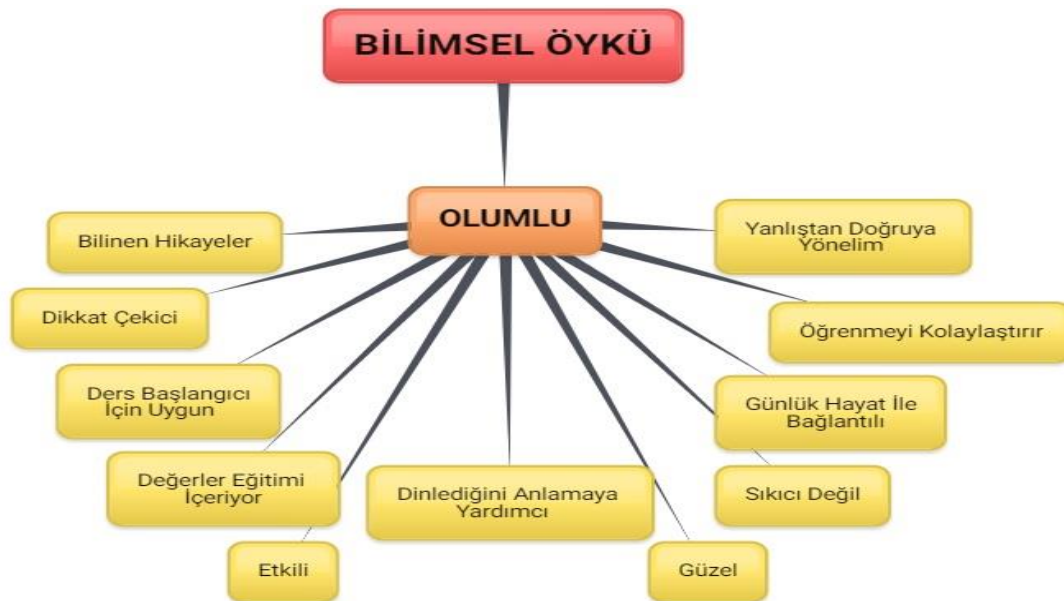 BİLİMSEL ÖYKÜ
OLUMLU
Bilinen Hikayeler
Dikkat Çekici
Ders Başlangıcı
İçin Uygun
Değerler Eğitimi
İçeriyor
Etkili
Dinlediğini Anlamaya
Yardımcı
Güzel
Sıkıcı Değil
Günlük Hayat İle
Bağlantılı
Öğrenmeyi Kolaylaştırır
Yanlıştan Doğruya
Yönelim